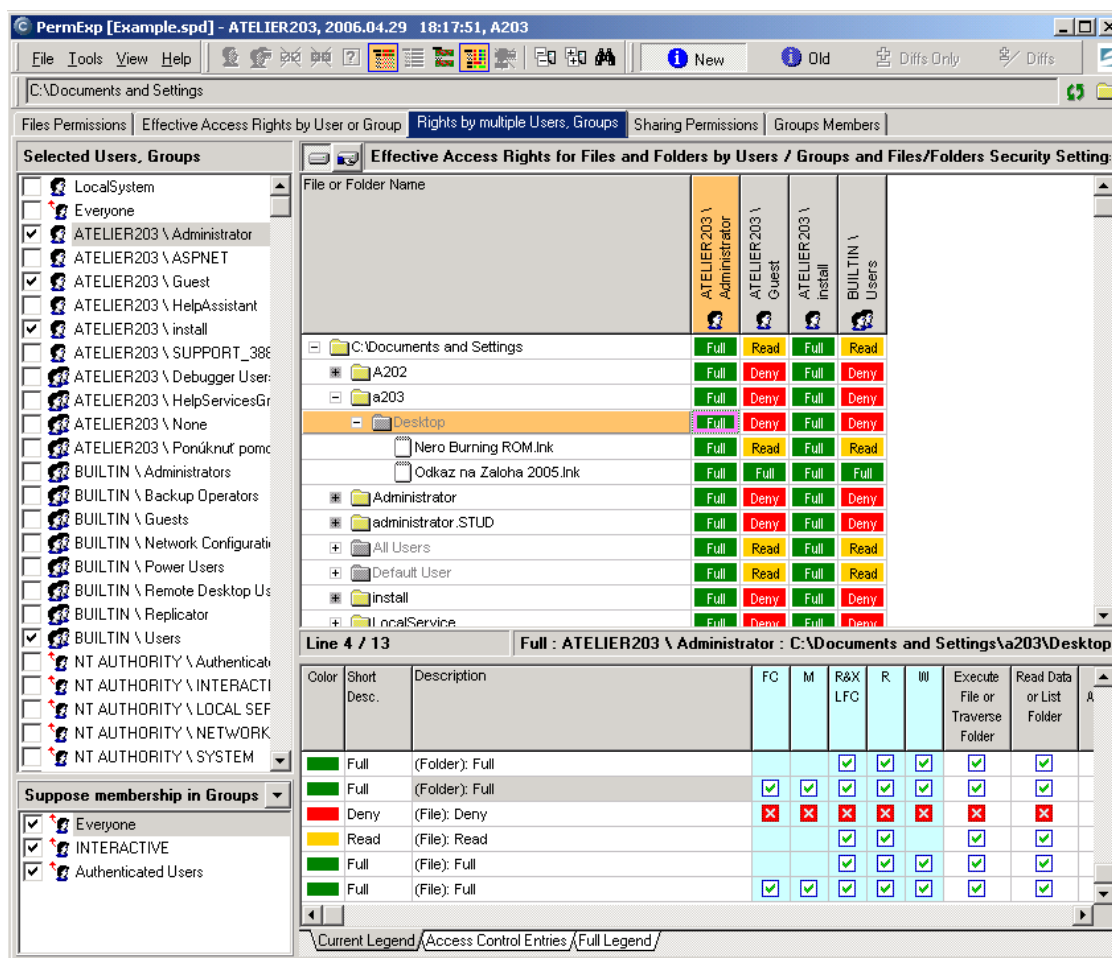 PermExp [Example.spd] - ATELIER203, 2006.04.29 18:17:51, A203
File Tools View Help New Old Diffs Only Diffs
C:\Documents and Settings
Files Permissions Effective Access Rights by User or Group Rights by multiple Users, Groups Sharing Permissions Groups Members
Selected Users, Groups
LocalSystem
Everyone
ATELIER203 \ Administrator
ATELIER203 \ ASPNET
ATELIER203 \ Guest
ATELIER203 \ HelpAssistant
ATELIER203 \ install
ATELIER203 \ SUPPORT_388
ATELIER203 \ Debugger Users
ATELIER203 \ HelpServicesGr
ATELIER203 \ None
ATELIER203 \ Ponúknuť pomo
BUILTIN \ Administrators
BUILTIN \ Backup Operators
BUILTIN \ Guests
BUILTIN \ Network Configurati
BUILTIN \ Power Users
BUILTIN \ Remote Desktop Us
BUILTIN \ Replicator
BUILTIN \ Users
NT AUTHORITY \ Authenticate
NT AUTHORITY \ INTERACTI
NT AUTHORITY \ LOCAL SER
NT AUTHORITY \ NETWORK
NT AUTHORITY \ SYSTEM
Suppose membership in Groups
Everyone
INTERACTIVE
Authenticated Users
Effective Access Rights for Files and Folders by Users / Groups and Files/Folders Security Setting
File or Folder Name
ATELIER203 \
Administrator
ATELIER203 \
Guest
ATELIER203 \
install
BUILTIN \
Users
C:\Documents and Settings Full Read Full Read
A202 Full Deny Full Deny
a203 Full Deny Full Deny
Desktop Full Deny Full Deny
Nero Burning ROM.lnk Full Read Full Read
Odkaz na Zaloha 2005.lnk Full Full Full Full
Administrator Full Deny Full Deny
administrator.STUD Full Deny Full Deny
All Users Full Read Full Read
Default User Full Read Full Read
install Full Deny Full Deny
LocalService Full Deny Full Deny
Line 4 / 13 Full : ATELIER203 \ Administrator : C:\Documents and Settings\a203\Desktop
Color Short Desc. Description FC M R&X LFC R W Execute File or Traverse Folder Read Data or List Folder
Full (Folder): Full
Full (Folder): Full
Deny (File): Deny
Read (File): Read
Full (File): Full
Full (File): Full
Current Legend Access Control Entries Full Legend